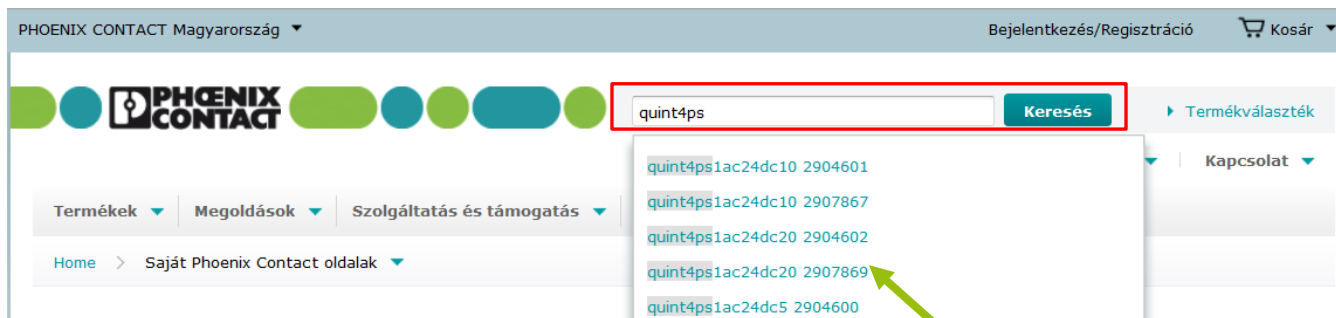 PHOENIX CONTACT Magyarország
Bejelentkezés/Regisztráció
Kosár
PHŒNIX
CONTACT
quint4ps
Keresés
Termékválaszték
quint4ps1ac24dc10 2904601
Kapcsolat
quint4ps1ac24dc10 2907867
Termékek
Megoldások
Szolgáltatás és támogatás
quint4ps1ac24dc20 2904602
Home > Saját Phoenix Contact oldalak
quint4ps1ac24dc20 2907869
quint4ps1ac24dc5 2904600